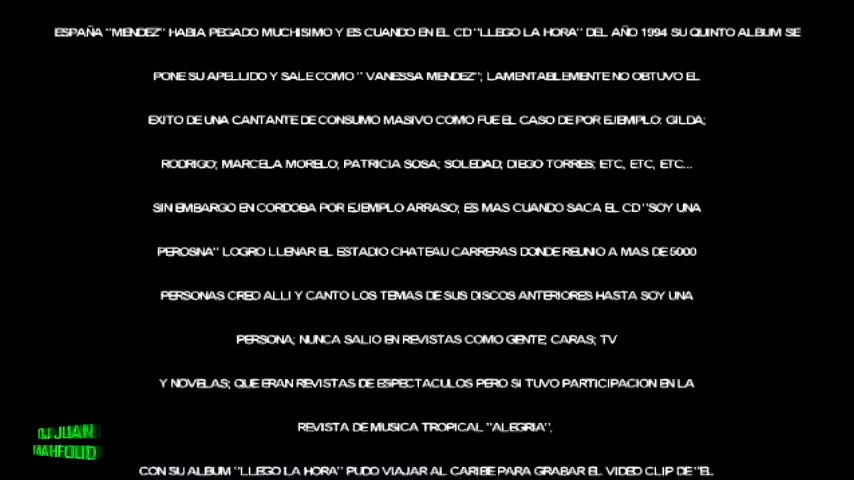 ESPAÑA "MENDEZ" HABIA PEGADO MUCHISIMO Y ES CUANDO EN EL CD "LLEGO LA HORA" DEL AÑO 1994 SU QUINTO ALBUM SE
PONE SU APELLIDO Y SALE COMO " VANESSA MENDEZ"; LAMENTABLEMENTE NO OBTUVO EL
EXITO DE UNA CANTANTE DE CONSUMO MASIVO COMO FUE EL CASO DE POR EJEMPLO: GILDA;
RODRIGO; MARCELA MORELO; PATRICIA SOSA; SOLEDAD; DIEGO TORRES; ETC, ETC, ETC...
SIN EMBARGO EN CORDOBA POR EJEMPLO ARRASO; ES MAS CUANDO SACA EL CD "SOY UNA
PEROSNA" LOGRO LLENAR EL ESTADIO CHATEAU CARRERAS DONDE REUNIO A MAS DE 5000
PERSONAS CREO ALLI Y CANTO LOS TEMAS DE SUS DISCOS ANTERIORES HASTA SOY UNA
PERSONA; NUNCA SALIO EN REVISTAS COMO GENTE; CARAS; TV
Y NOVELAS; QUE ERAN REVISTAS DE ESPECTACULOS PERO SI TUVO PARTICIPACION EN LA
REVISTA DE MUSICA TROPICAL "ALEGRIA".
CON SU ALBUM "LLEGO LA HORA" PUDO VIAJAR AL CARIBE PARA GRABAR EL VIDEO CLIP DE "EL
DJ JUAN
MAHFOUD